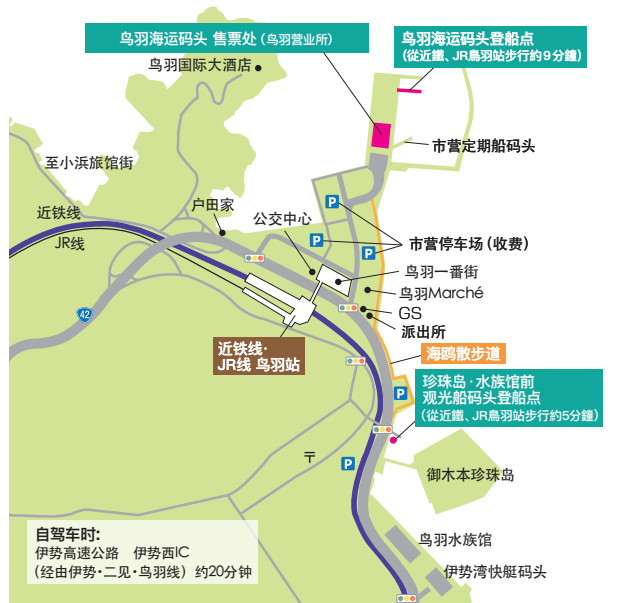 鸟羽海运码头 售票处 (鸟羽营业所)
鸟羽海运码头登船点
(從近鐵、JR鳥羽站步行約9分鐘)
鸟羽国际大酒店
市营定期船码头
至小浜旅馆街
户田家
近铁线
公交中心
JR线
P
市营停车场 (收费)
P
P
鸟羽一番街
鸟羽Marché
42
GS
派出所
近铁线·
JR线 鸟羽站
海鸥散步道
珍珠岛·水族馆前
观光船码头登船点
(從近鐵、JR鳥羽站步行約5分鐘)
P
〒
P
御木本珍珠岛
自驾车时:
伊势高速公路 伊势西IC
(经由伊势·二见·鸟羽线) 约20分钟
鸟羽水族馆
伊势湾快艇码头